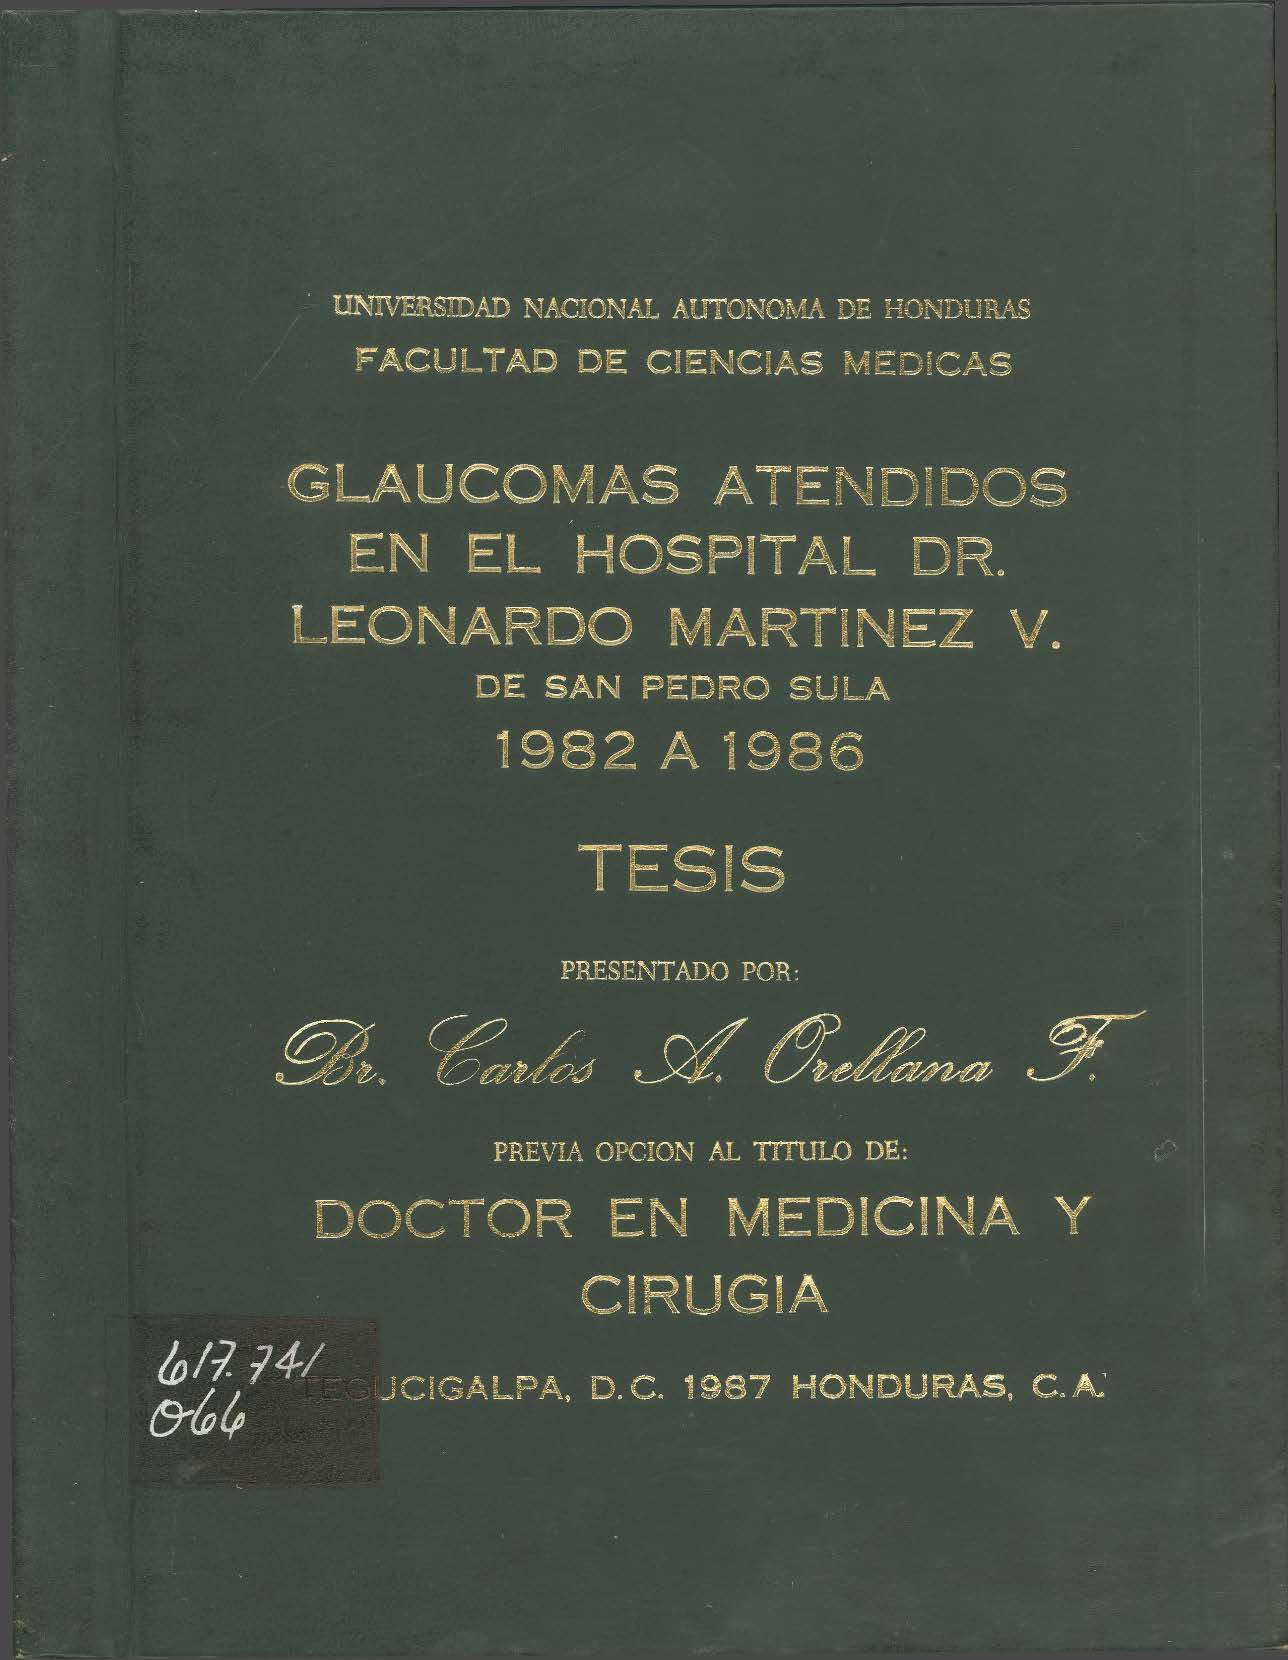 UNIVERSIDAD NACIONAL AUTONOMA DE HONDURAS
FACULTAD DE CIENCIAS MEDICAS
GLAUCOMAS ATENDIDOS
EN EL HOSPITAL DR.
LEONARDO MARTINEZ V.
DE SAN PEDRO SULA
1982 A 1986
TESIS
PRESENTADO POR:
Br. Carlos A. Orellana F.
PREVIA OPCION AL TITULO DE:
DOCTOR EN MEDICINA Y
CIRUGIA
617.741
O66
TEGUCIGALPA, D.C. 1987 HONDURAS, C.A.